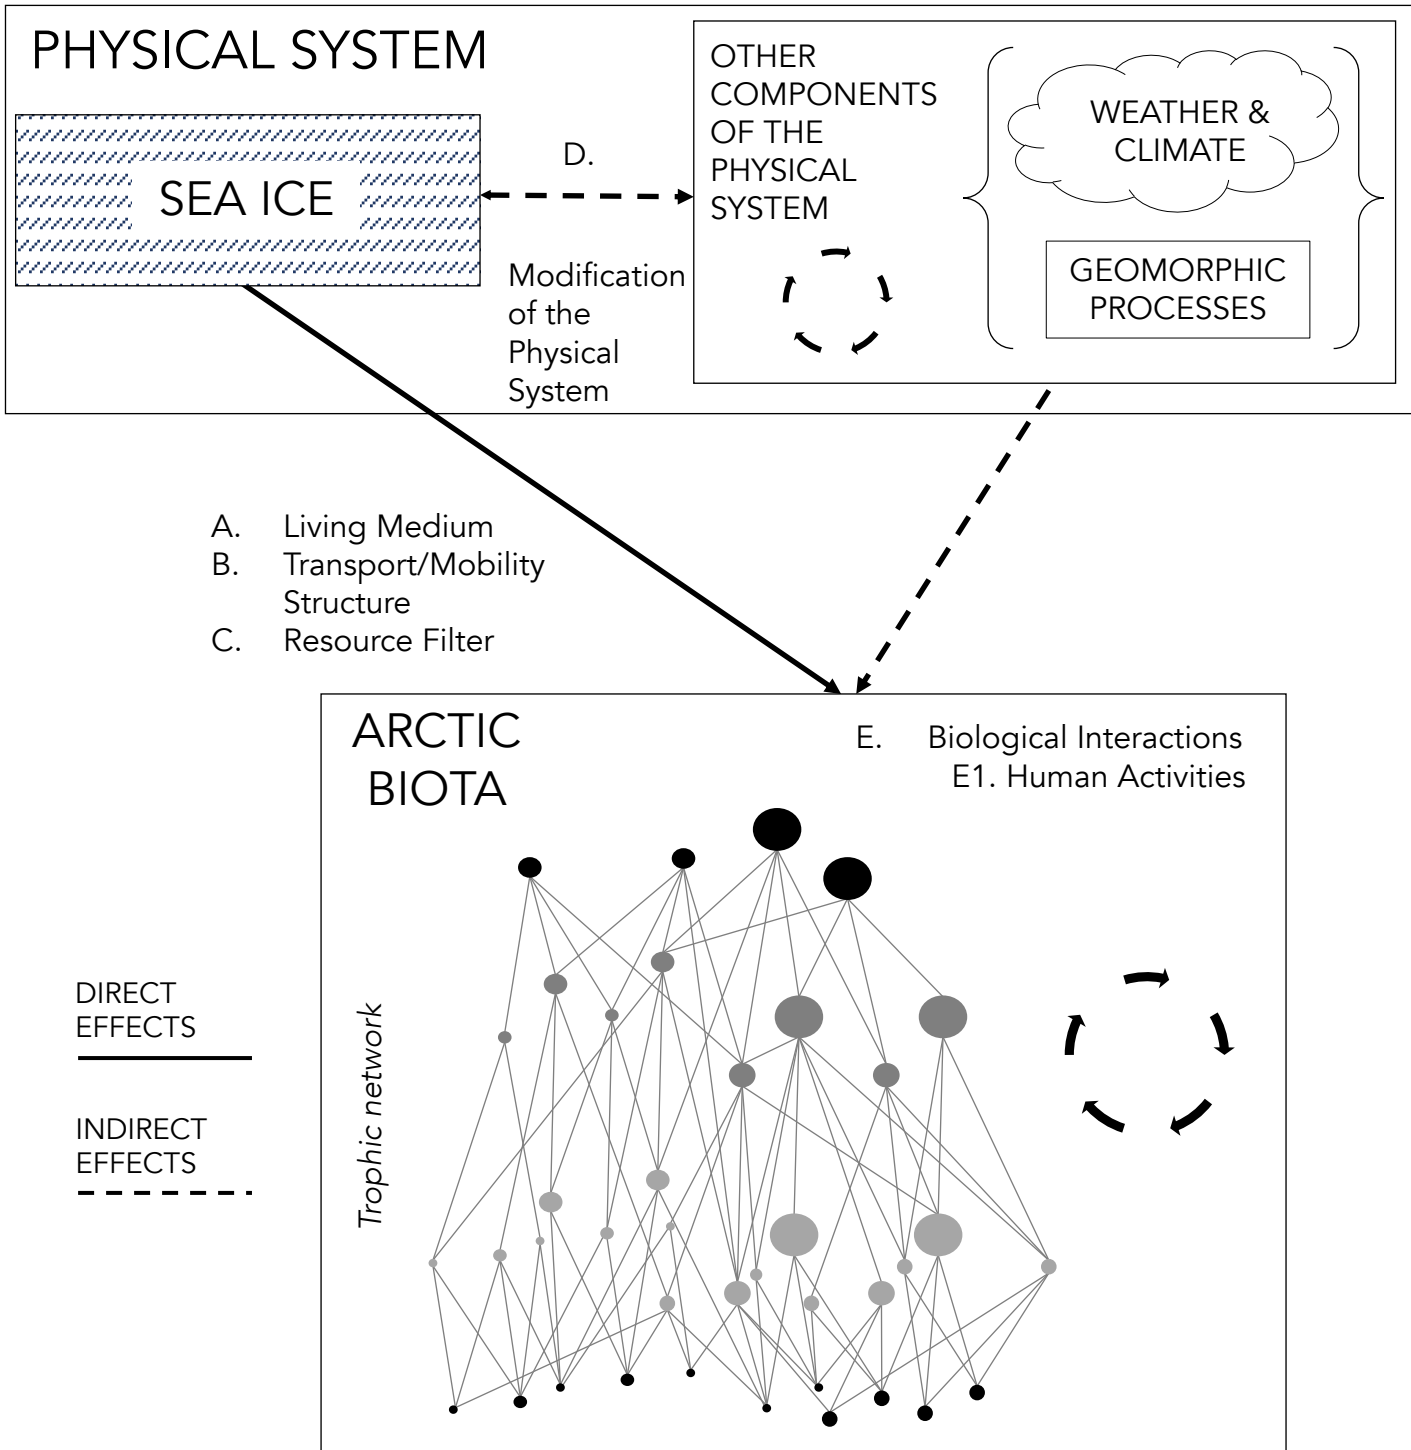 PHYSICAL SYSTEM
SEA ICE
D.
Modification
of the
Physical
System
OTHER
COMPONENTS
OF THE
PHYSICAL
SYSTEM
WEATHER &
CLIMATE
GEOMORPHIC
PROCESSES
A. Living Medium
B. Transport/Mobility
Structure
C. Resource Filter
ARCTIC
BIOTA
E. Biological Interactions
E1. Human Activities
Trophic network
DIRECT
EFFECTS
INDIRECT
EFFECTS